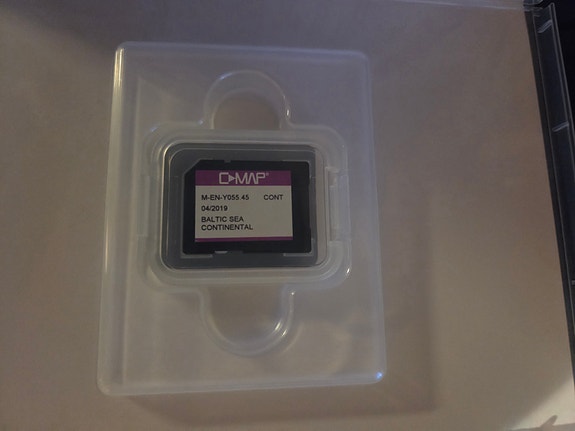 C-MAP®
M-EN-Y055.45 CONT
04/2019
BALTIC SEA
CONTINENTAL